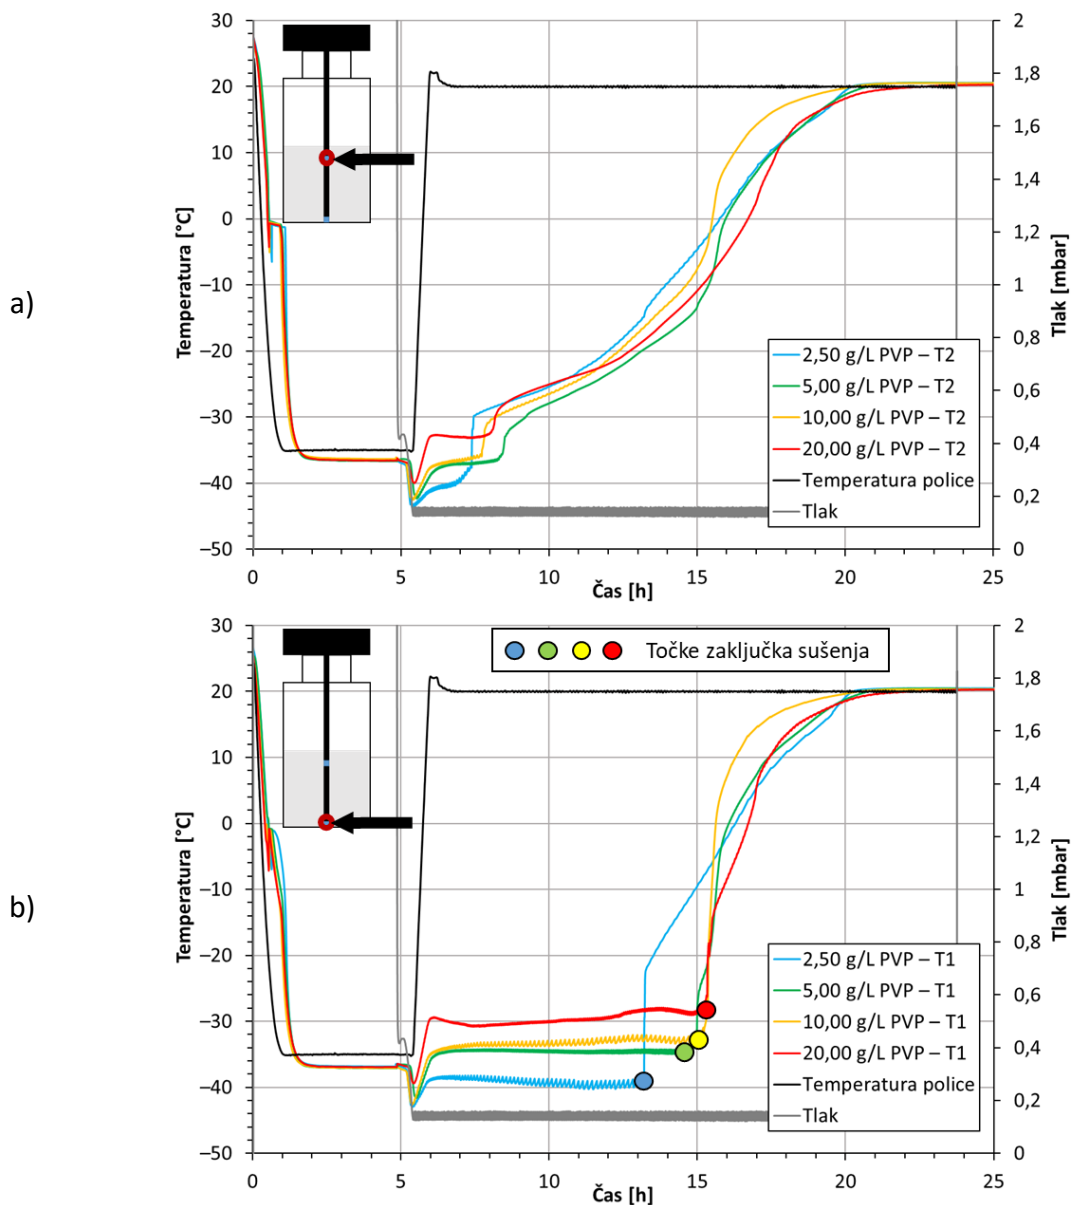 a)
Temperatura [°C]
30
20
10
0
–10
–20
–30
–40
–50
2
1,8
1,6
1,4
1,2
1
0,8
0,6
0,4
0,2
0
Tlak [mbar]
2,50 g/L PVP – T2
5,00 g/L PVP – T2
10,00 g/L PVP – T2
20,00 g/L PVP – T2
Temperatura police
Tlak
0 5 10 15 20 25
Čas [h]
b)
Temperatura [°C]
30
20
10
0
–10
–20
–30
–40
–50
Točke zaključka sušenja
2
1,8
1,6
1,4
1,2
1
0,8
0,6
0,4
0,2
0
Tlak [mbar]
2,50 g/L PVP – T1
5,00 g/L PVP – T1
10,00 g/L PVP – T1
20,00 g/L PVP – T1
Temperatura police
Tlak
0 5 10 15 20 25
Čas [h]